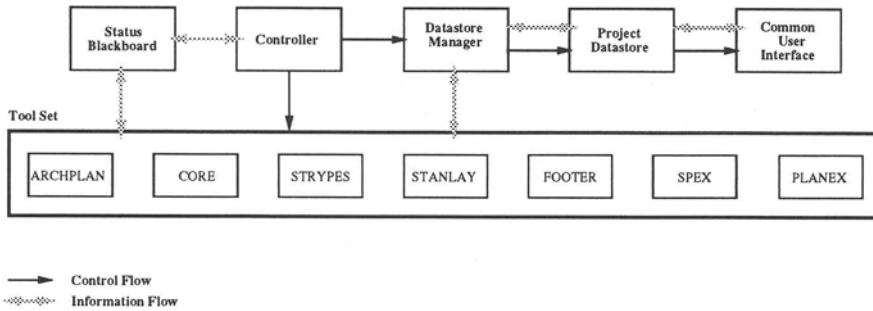 Status
Blackboard
Controller
Datastore
Manager
Project
Datastore
Common
User
Interface
Tool Set
ARCHPLAN
CORE
STRYPES
STANLAY
FOOTER
SPEX
PLANEX
Control Flow
Information Flow